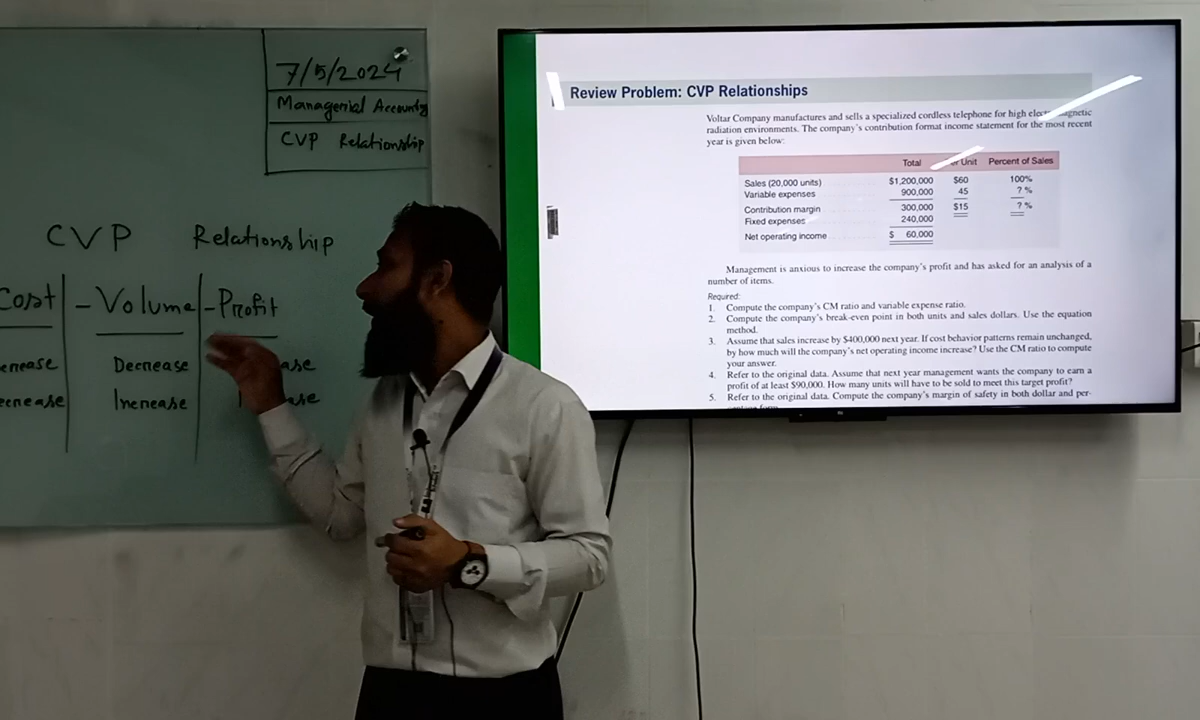 7/5/2024
Managerial Accounting
CVP Relationship
CVP Relationship
Cost - Volume - Profit
Decrease
Increase
Review Problem: CVP Relationships
Voltar Company manufactures and sells a specialized cordless telephone for high
radiation environments. The company's contribution format income statement for the most recent
year is given below:
Total Unit Percent of Sales
Sales (20,000 units) $1,200,000 $60 100%
Variable expenses 900,000 45 ? %
Contribution margin 300,000 $15 ? %
Fixed expenses 240,000
Net operating income $ 60,000
Management is anxious to increase the company's profit and has asked for an analysis of a
number of items.
Required:
1. Compute the company's CM ratio and variable expense ratio.
2. Compute the company's break-even point in both units and sales dollars. Use the equation
method.
3. Assume that sales increase by $400,000 next year. If cost behavior patterns remain unchanged,
by how much will the company's net operating income increase? Use the CM ratio to compute
your answer.
4. Refer to the original data. Assume that next year management wants the company to earn a
profit of at least $90,000. How many units will have to be sold to meet this target profit?
5. Refer to the original data. Compute the company's margin of safety in both dollar and per-